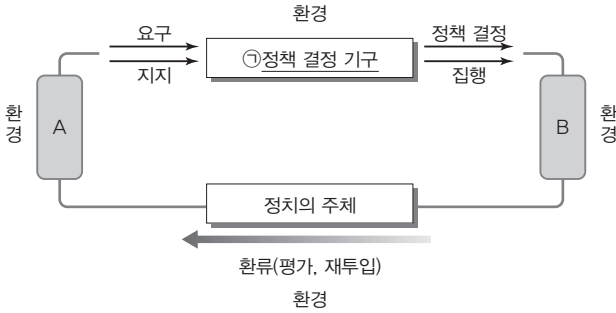 환경
요구
지지
㉠정책 결정 기구
정책 결정
집행
환경
A
B
환경
정치의 주체
환류(평가, 재투입)
환경